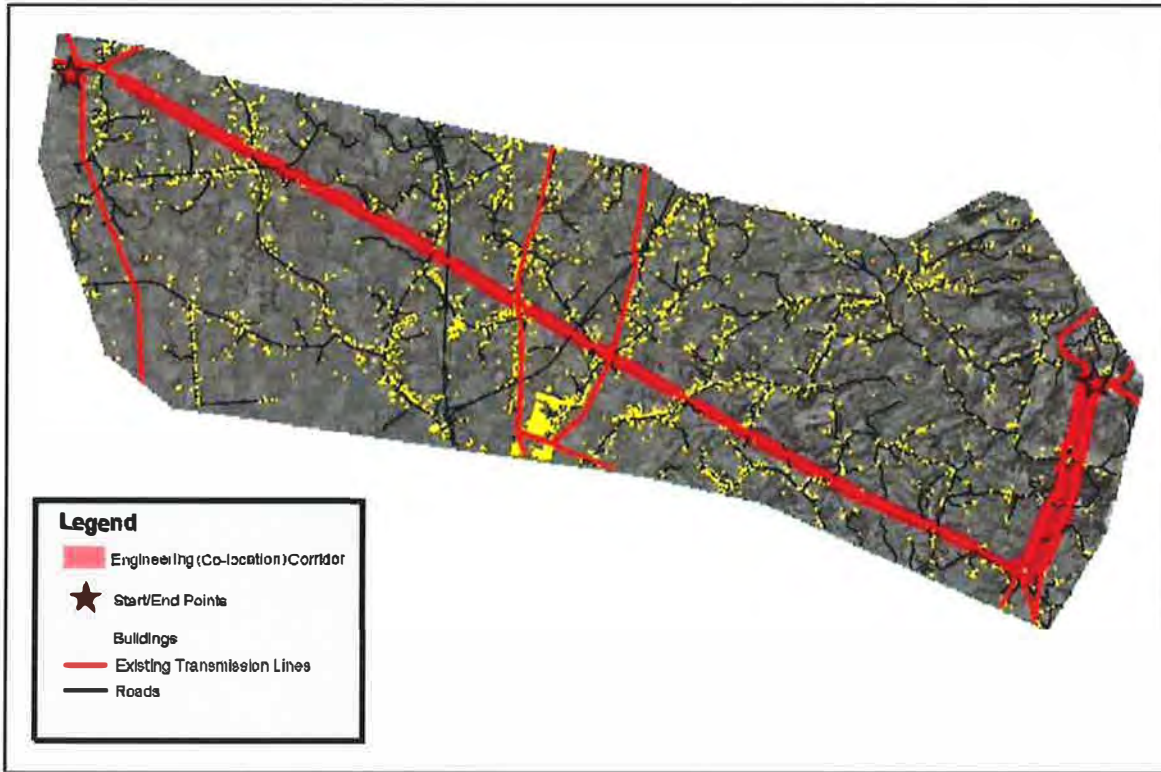 Legend
Engineering (Co-location) Corridor
Start/End Points
Buildings
Existing Transmission Lines
Roads